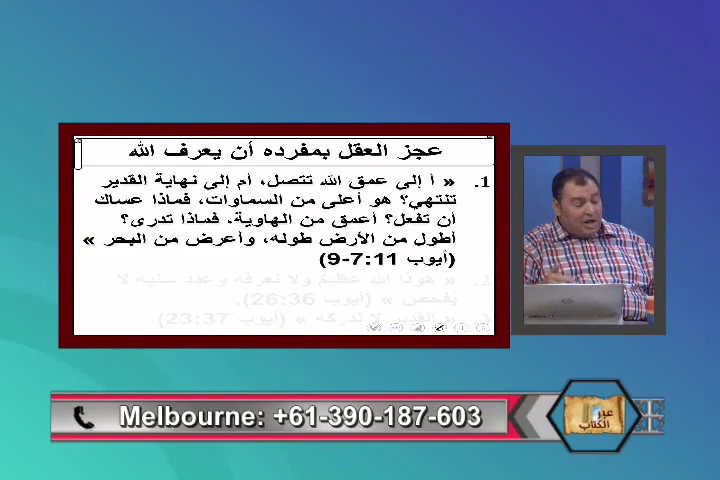 عجز العقل بمفرده أن يعرف الله
1. « أ إلى عمق الله تتصل، أم إلى نهاية القدير
تنتهي؟ هو أعلى من السماوات، فماذا عساك
أن تفعل؟ أعمق من الهاوية، فماذا تدرى؟
أطول من الأرض طوله، وأعرض من البحر »
(أيوب 7:11-9)
2. « هوذا الله عظيم ولا نعرفه وعدد سنيه لا
يُفحص » (أيوب 26:36).
3. « القدير لا ندركه » (أيوب 23:37).
Melbourne: +61-390-187-603
عبر
الكتاب